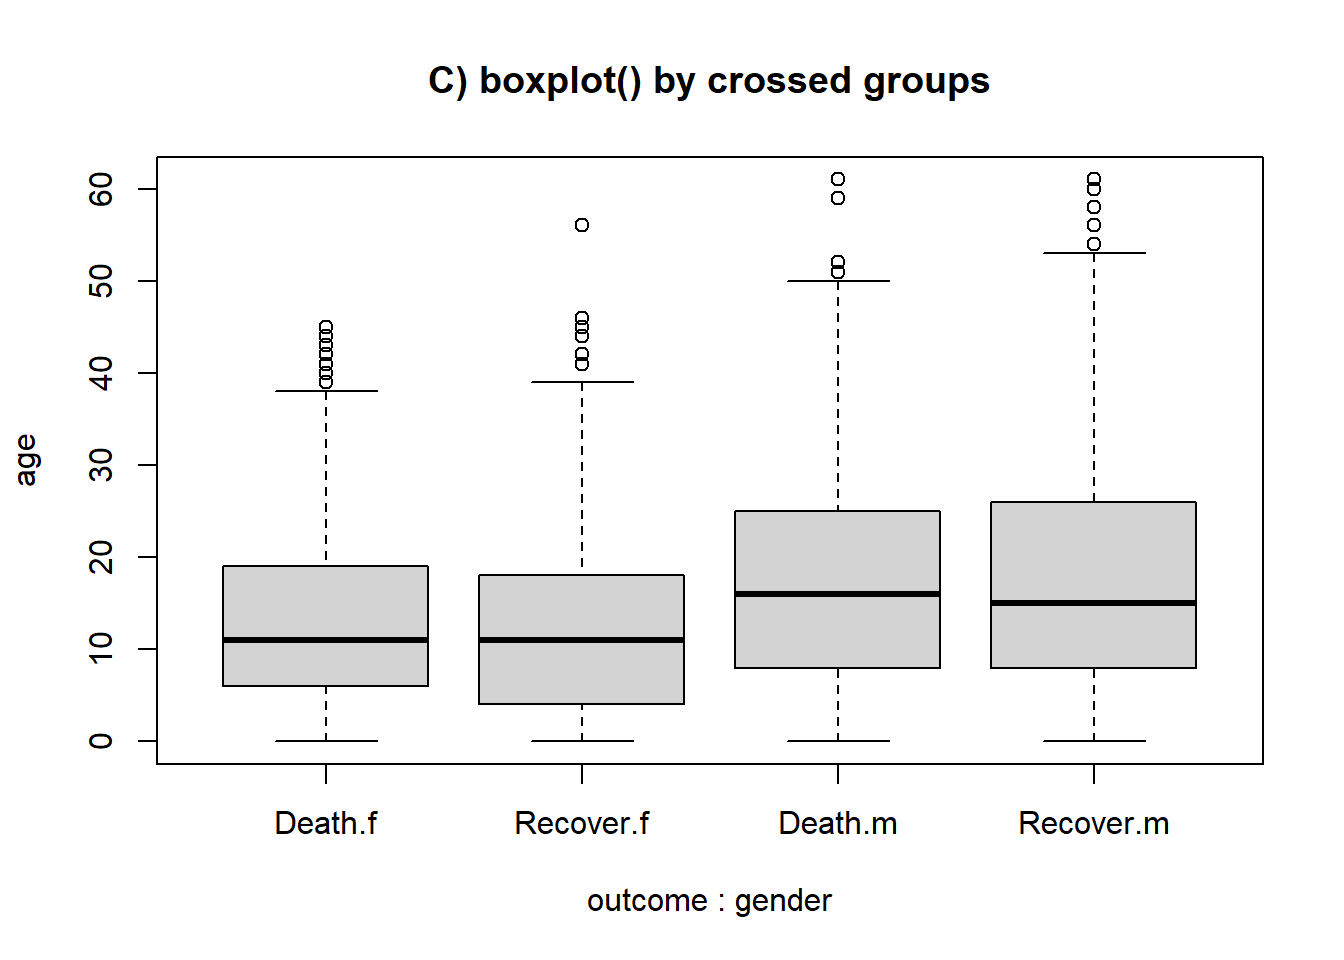 C) boxplot() by crossed groups
age
60
50
40
30
20
10
0
Death.f Recover.f Death.m Recover.m
outcome : gender